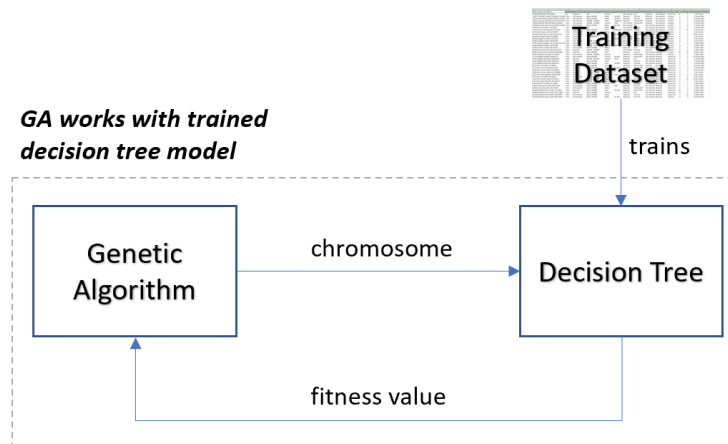 Training
Dataset
GA works with trained
decision tree model
trains
Genetic
Algorithm
chromosome
Decision Tree
fitness value